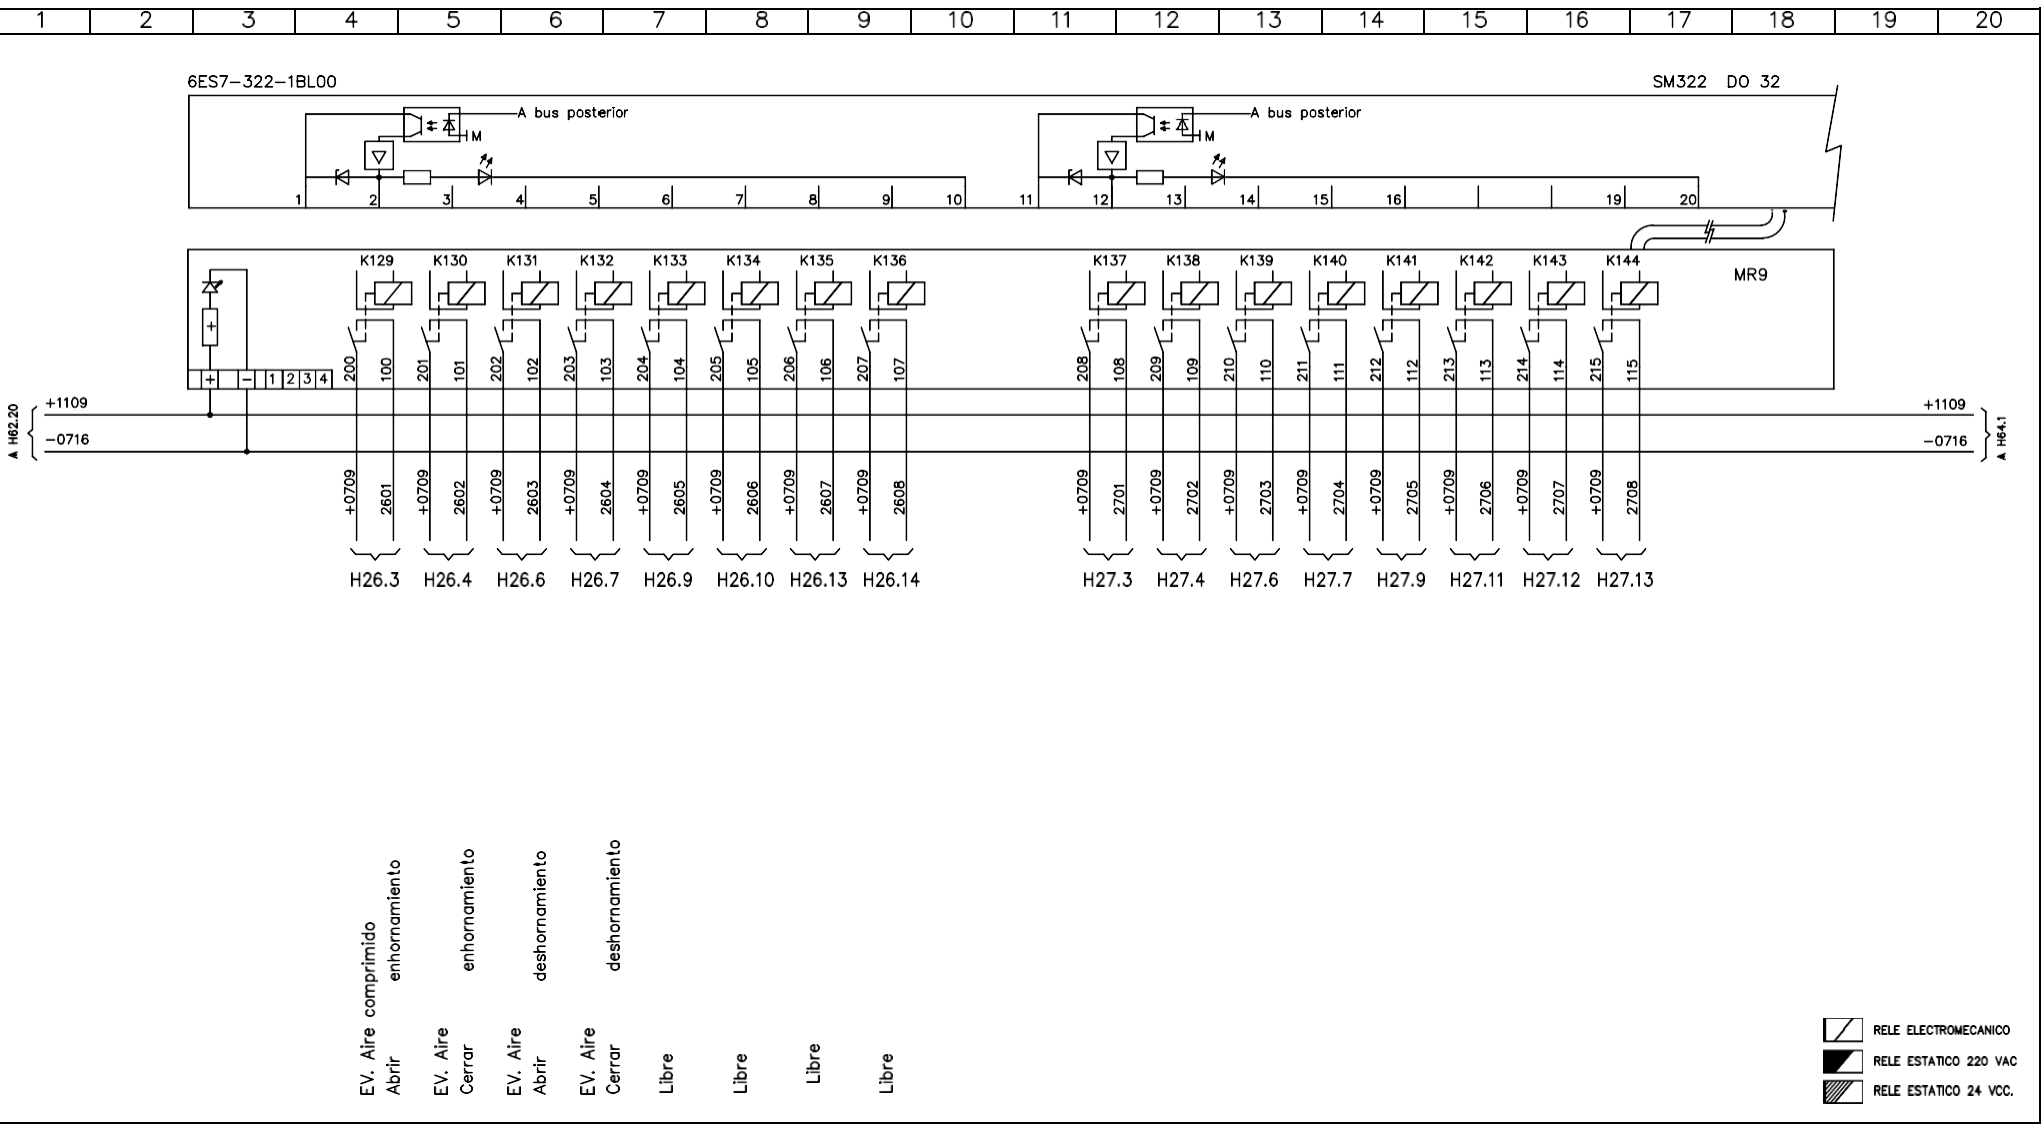 1 2 3 4 5 6 7 8 9 10 11 12 13 14 15 16 17 18 19 20
6ES7-322-1BL00 SM322 DO 32
A bus posterior A bus posterior
M M
1 2 3 4 5 6 7 8 9 10 11 12 13 14 15 16 19 20
K129 K130 K131 K132 K133 K134 K135 K136 K137 K138 K139 K140 K141 K142 K143 K144
MR9
200 100 201 101 202 102 203 103 204 104 205 105 206 106 207 107 208 108 209 109 210 110 211 111 212 112 213 113 214 114 215 115
+ - 1 2 3 4
+1109 +1109
A H62.20 A H64.1
-0716 -0716
+0709 2601 +0709 2602 +0709 2603 +0709 2604 +0709 2605 +0709 2606 +0709 2607 +0709 2608 +0709 2701 +0709 2702 +0709 2703 +0709 2704 +0709 2705 +0709 2706 +0709 2707 +0709 2708
H26.3 H26.4 H26.6 H26.7 H26.9 H26.10 H26.13 H26.14 H27.3 H27.4 H27.6 H27.7 H27.9 H27.11 H27.12 H27.13
EV. Aire comprimido
Abrir enhornamiento
EV. Aire
Cerrar enhornamiento
EV. Aire
Abrir deshornamiento
EV. Aire
Cerrar deshornamiento
Libre
Libre
Libre
Libre
RELE ELECTROMECANICO
RELE ESTATICO 220 VAC
RELE ESTATICO 24 VCC.